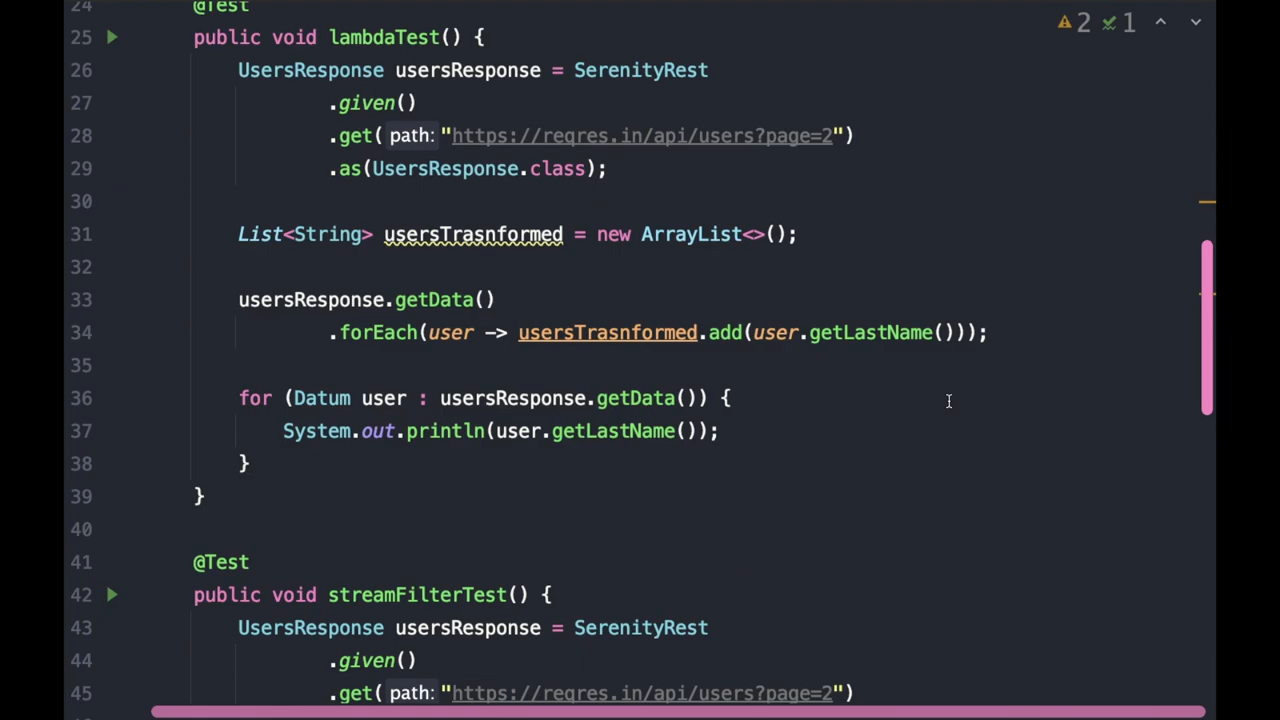 24 @Test
25 public void lambdaTest() {
⚠2 ✓1
26 UsersResponse usersResponse = SerenityRest
27 .given()
28 .get( path: "https://reqres.in/api/users?page=2")
29 .as(UsersResponse.class);
30
31 List<String> usersTrasnformed = new ArrayList<>();
32
33 usersResponse.getData()
34 .forEach(user -> usersTrasnformed.add(user.getLastName()));
35
36 for (Datum user : usersResponse.getData()) {
37 System.out.println(user.getLastName());
38 }
39 }
40
41 @Test
42 public void streamFilterTest() {
43 UsersResponse usersResponse = SerenityRest
44 .given()
45 .get( path: "https://reqres.in/api/users?page=2")